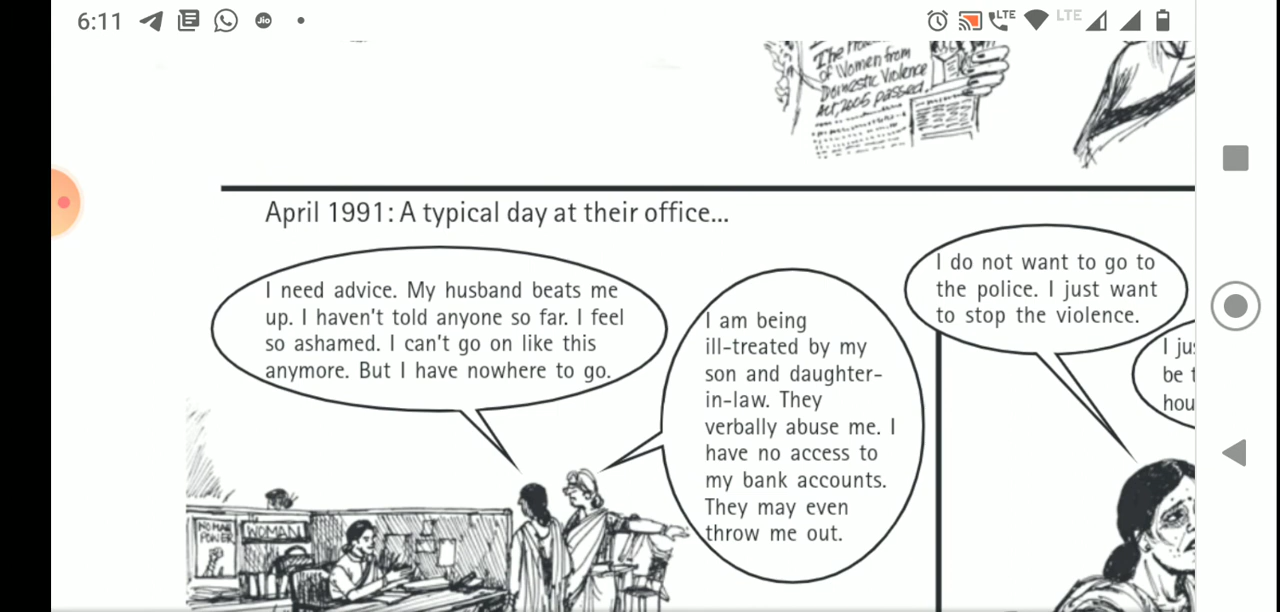 6:11
Jio
LTE
LTE
of Women from
Domestic Violence
Act, 2005 passed.
April 1991: A typical day at their office...
I need advice. My husband beats me
up. I haven't told anyone so far. I feel
so ashamed. I can't go on like this
anymore. But I have nowhere to go.
I am being
ill-treated by my
son and daughter-
in-law. They
verbally abuse me. I
have no access to
my bank accounts.
They may even
throw me out.
I do not want to go to
the police. I just want
to stop the violence.
I
be
hou
POWER
WOMAN